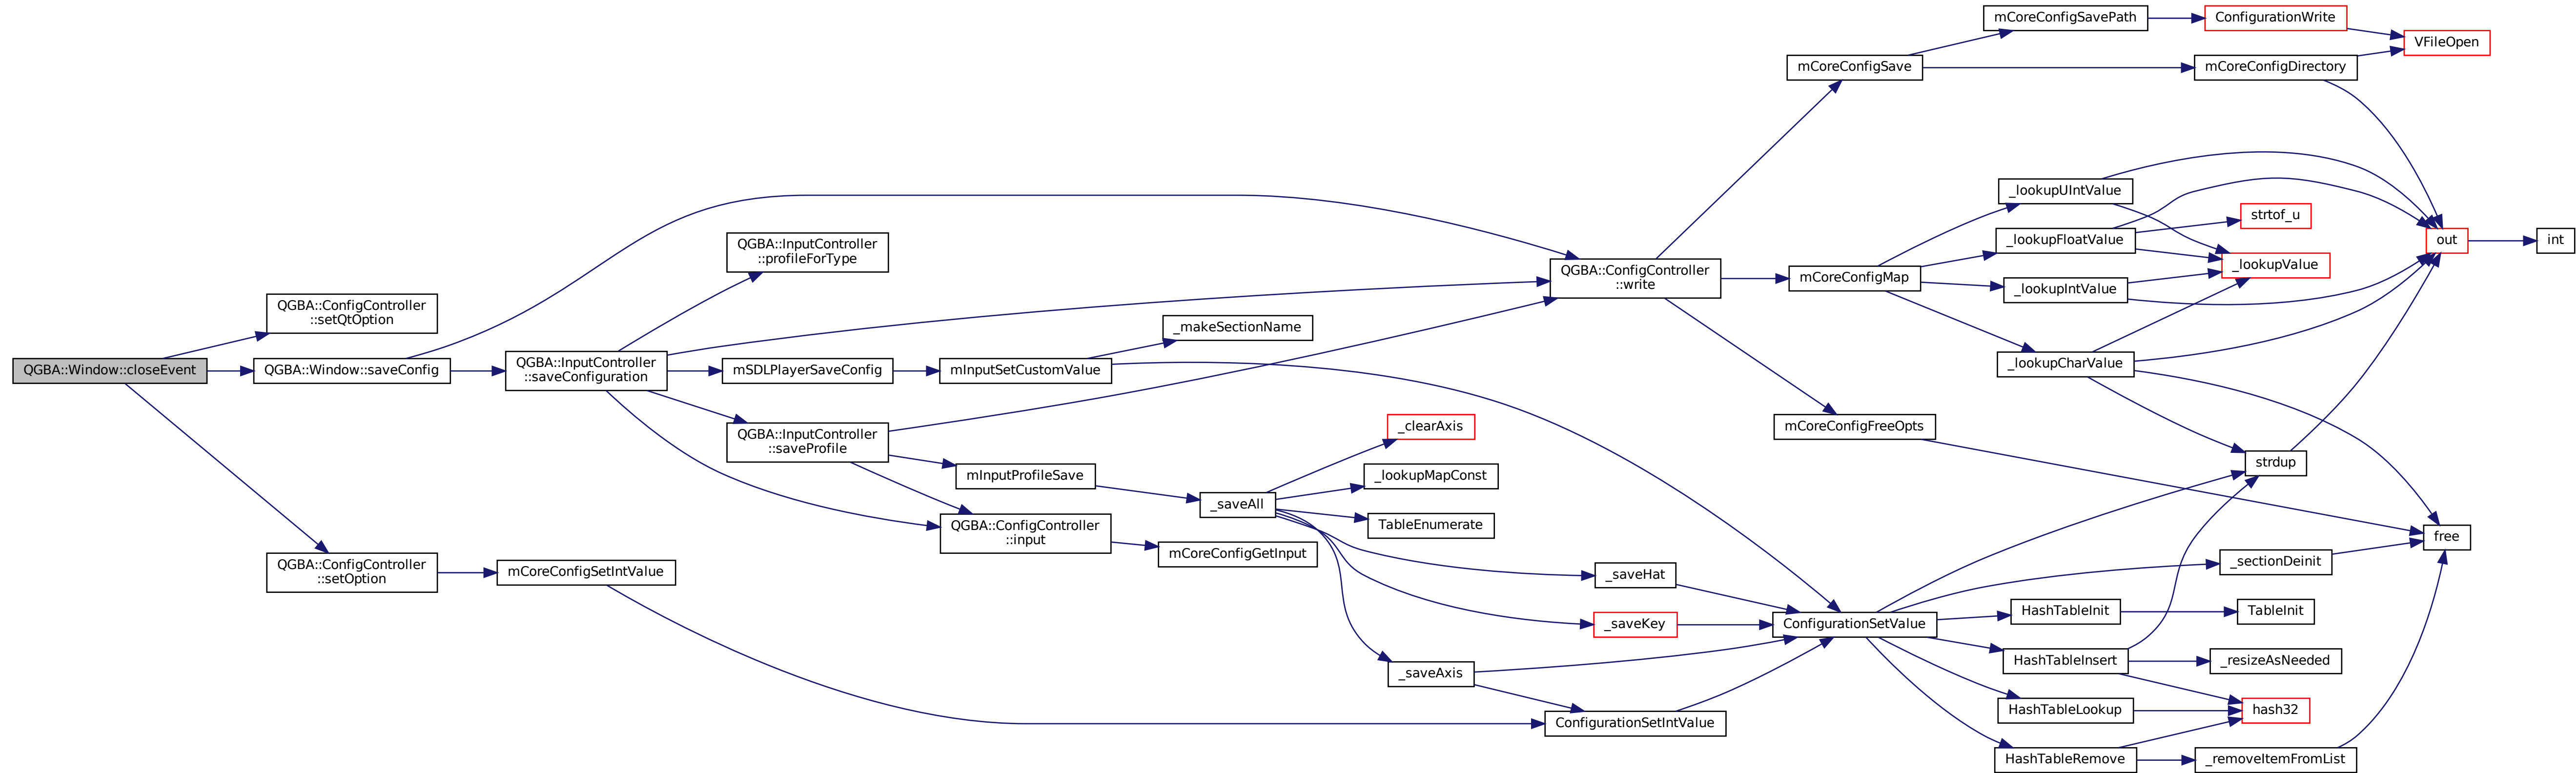 QGBA::Window::closeEvent
QGBA::ConfigController
::setQtOption
QGBA::Window::saveConfig
QGBA::ConfigController
::setOption
QGBA::InputController
::saveConfiguration
mCoreConfigSetIntValue
QGBA::InputController
::profileForType
mSDLPlayerSaveConfig
QGBA::InputController
::saveProfile
mInputSetCustomValue
mInputProfileSave
QGBA::ConfigController
::input
_makeSectionName
mCoreConfigGetInput
_saveAll
_clearAxis
_lookupMapConst
TableEnumerate
_saveHat
_saveKey
_saveAxis
ConfigurationSetIntValue
QGBA::ConfigController
::write
mCoreConfigSave
mCoreConfigMap
mCoreConfigFreeOpts
ConfigurationSetValue
mCoreConfigSavePath
ConfigurationWrite
VFileOpen
mCoreConfigDirectory
_lookupUIntValue
_lookupFloatValue
_lookupIntValue
_lookupCharValue
strtof_u
_lookupValue
out
int
strdup
free
_sectionDeinit
HashTableInit
TableInit
HashTableInsert
_resizeAsNeeded
HashTableLookup
hash32
HashTableRemove
_removeItemFromList